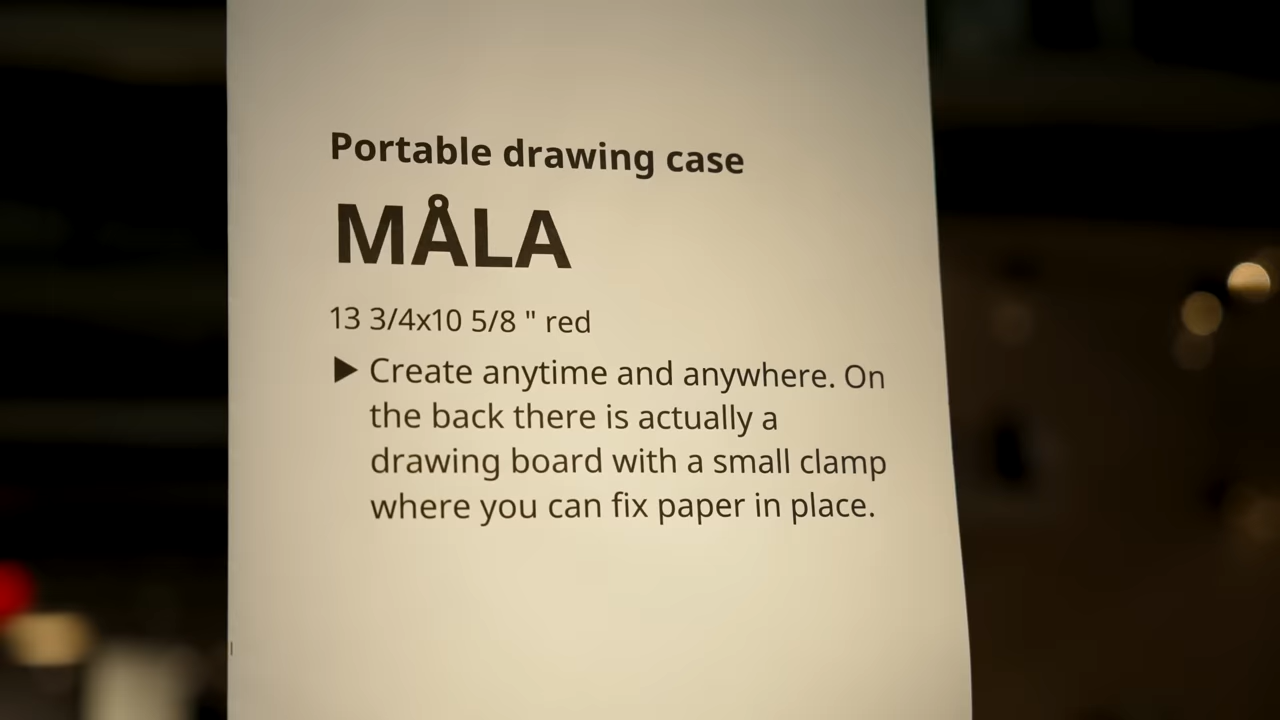 Portable drawing case
MÅLA
13 3/4x10 5/8 " red
▶ Create anytime and anywhere. On
the back there is actually a
drawing board with a small clamp
where you can fix paper in place.